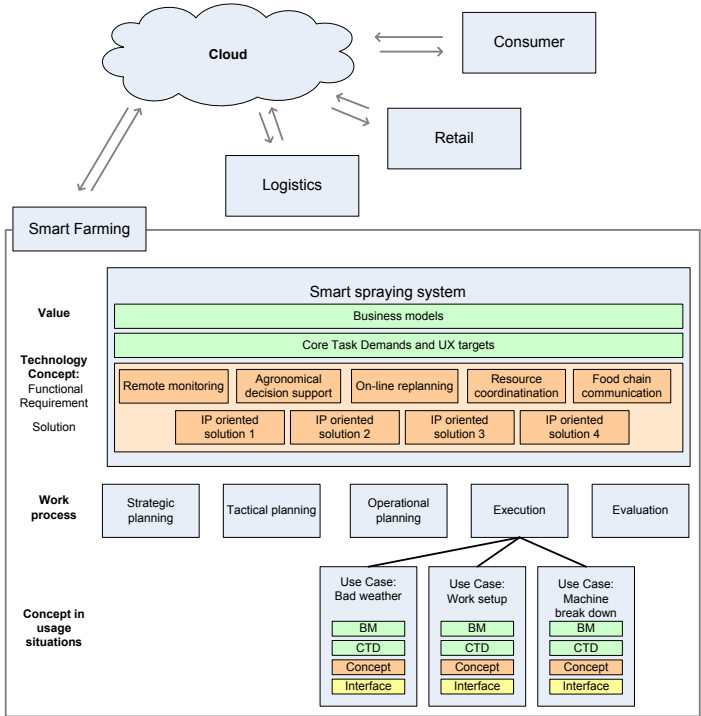 Cloud
Consumer
Retail
Logistics
Smart Farming
Smart spraying system
Value
Business models
Core Task Demands and UX targets
Technology
Concept:
Functional
Requirement
Remote monitoring
Agronomical
decision support
On-line replanning
Resource
coordinatination
Food chain
communication
Solution
IP oriented
solution 1
IP oriented
solution 2
IP oriented
solution 3
IP oriented
solution 4
Work
process
Strategic
planning
Tactical planning
Operational
planning
Execution
Evaluation
Concept in
usage
situations
Use Case:
Bad weather
BM
CTD
Concept
Interface
Use Case:
Work setup
BM
CTD
Concept
Interface
Use Case:
Machine
break down
BM
CTD
Concept
Interface